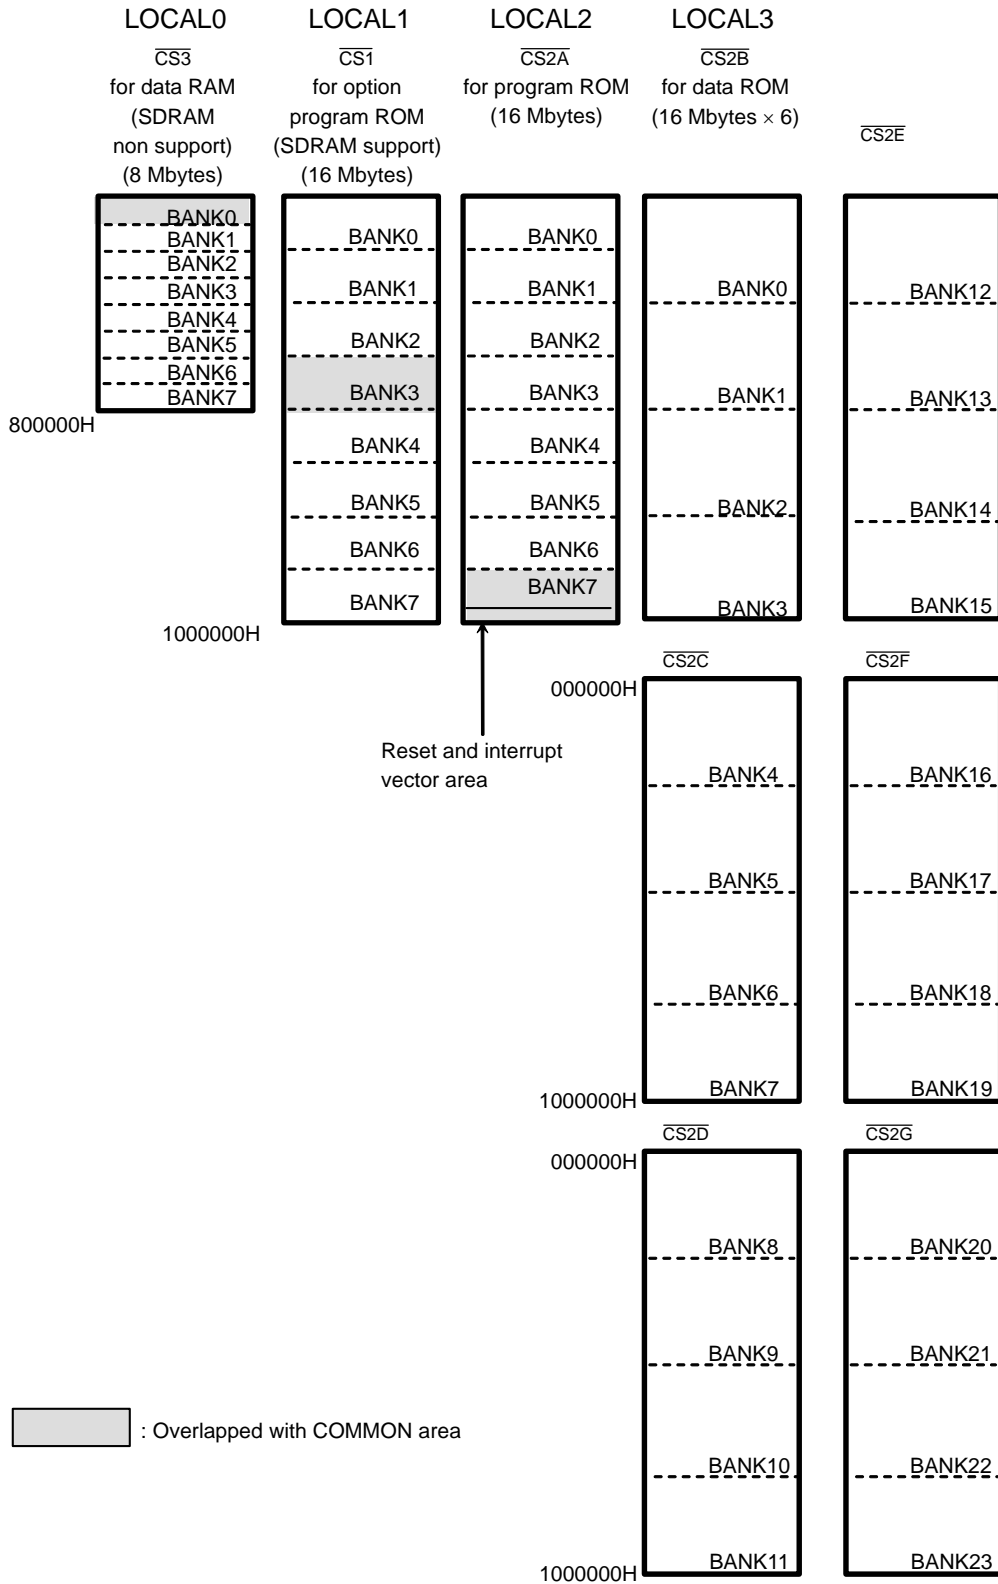 LOCAL0
CS3
for data RAM
(SDRAM
non support)
(8 Mbytes)
LOCAL1
CS1
for option
program ROM
(SDRAM support)
(16 Mbytes)
LOCAL2
CS2A
for program ROM
(16 Mbytes)
LOCAL3
CS2B
for data ROM
(16 Mbytes × 6)
CS2E
BANK0
BANK1
BANK2
BANK3
BANK4
BANK5
BANK6
BANK7
800000H
BANK0
BANK1
BANK2
BANK3
BANK4
BANK5
BANK6
BANK7
1000000H
BANK0
BANK1
BANK2
BANK3
BANK4
BANK5
BANK6
BANK7
Reset and interrupt
vector area
BANK0
BANK1
BANK2
BANK3
BANK12
BANK13
BANK14
BANK15
CS2C
000000H
BANK4
BANK5
BANK6
BANK7
1000000H
CS2F
BANK16
BANK17
BANK18
BANK19
CS2D
000000H
BANK8
BANK9
BANK10
BANK11
1000000H
CS2G
BANK20
BANK21
BANK22
BANK23
: Overlapped with COMMON area